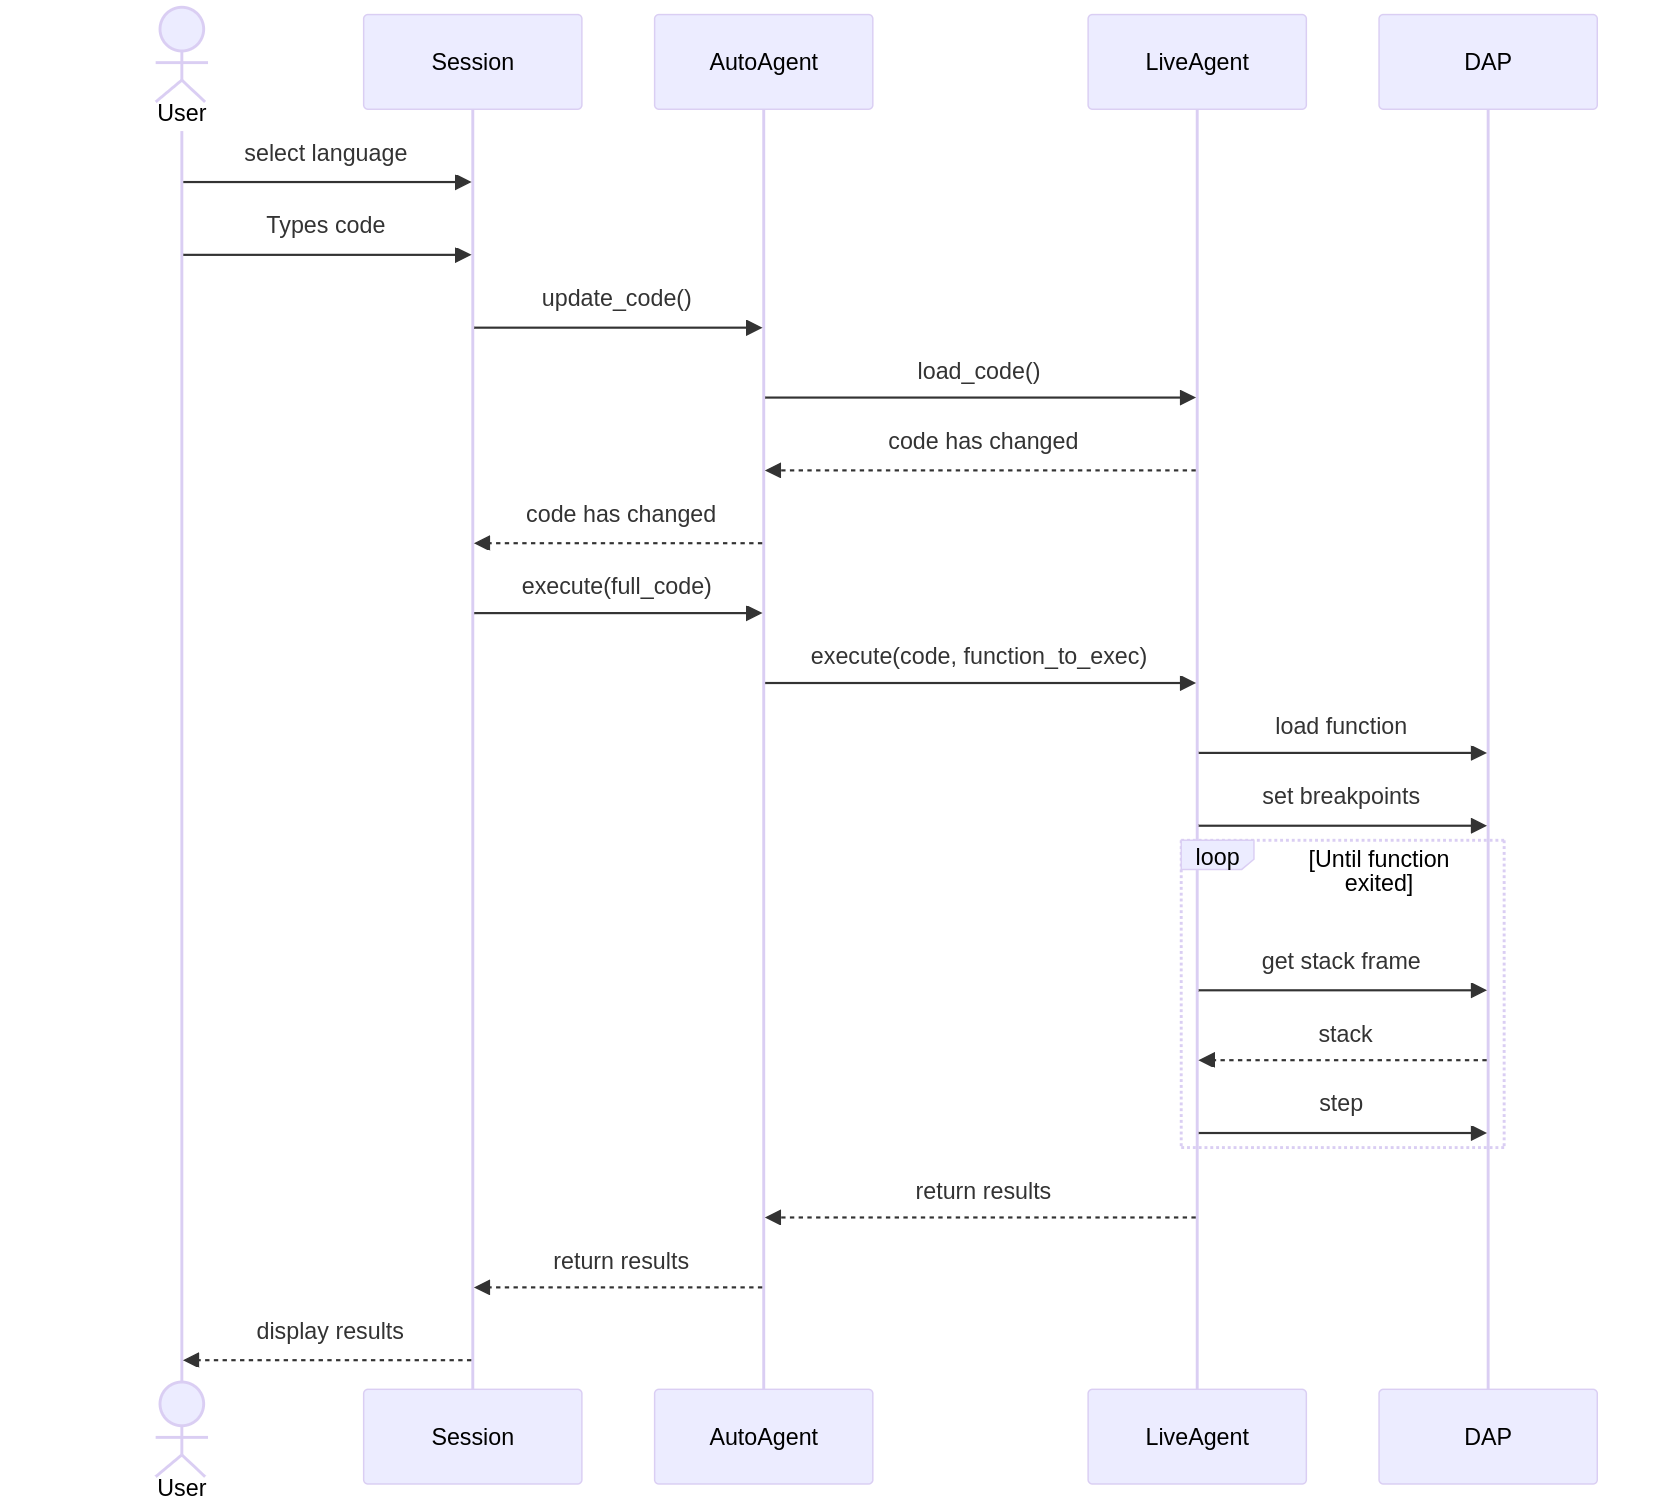 User
Session
AutoAgent
LiveAgent
DAP
select language
Types code
update_code()
load_code()
code has changed
code has changed
execute(full_code)
execute(code, function_to_exec)
load function
set breakpoints
loop
[Until function
exited]
get stack frame
stack
step
return results
return results
display results
User
Session
AutoAgent
LiveAgent
DAP